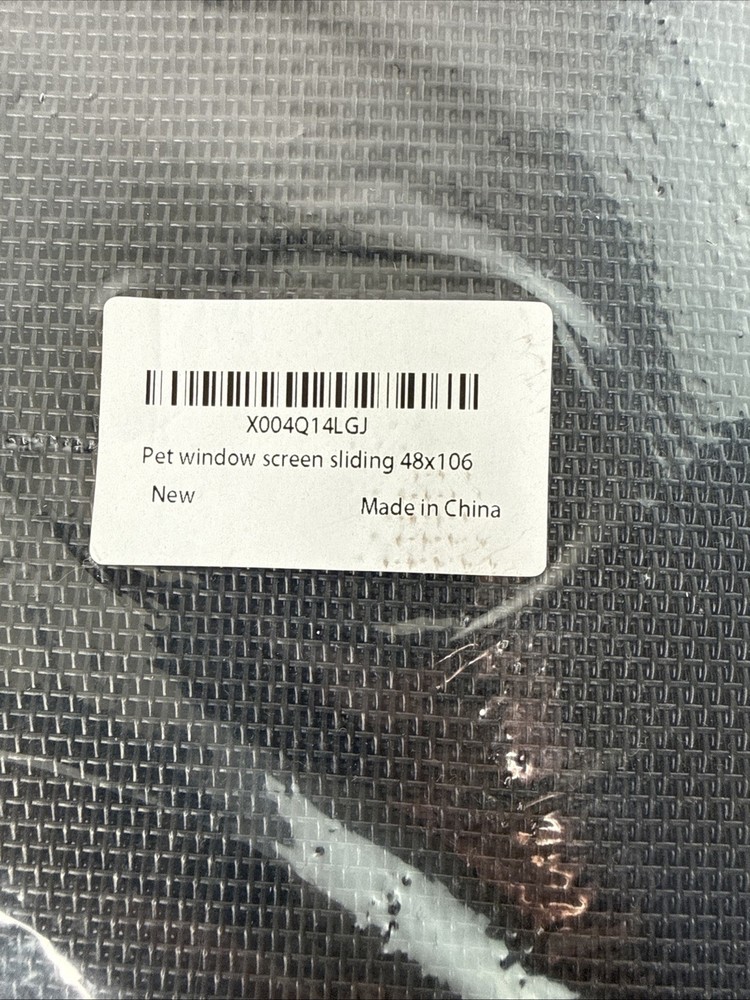 X004Q14LGJ
Pet window screen sliding 48x106
New
Made in China